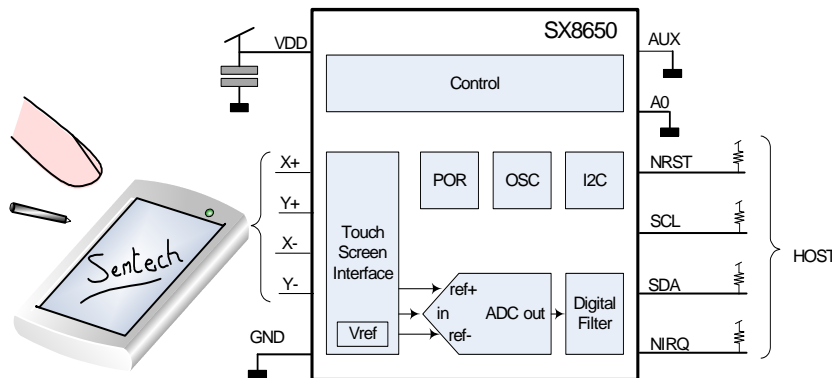 SX8650
VDD
AUX
Control
A0
X+
NRST
POR
OSC
I2C
Y+
SCL
Touch
Screen
Interface
X-
HOST
Semtech
Y-
ref+
SDA
in
ADC out
Digital
Filter
GND
Vref
ref-
NIRQ